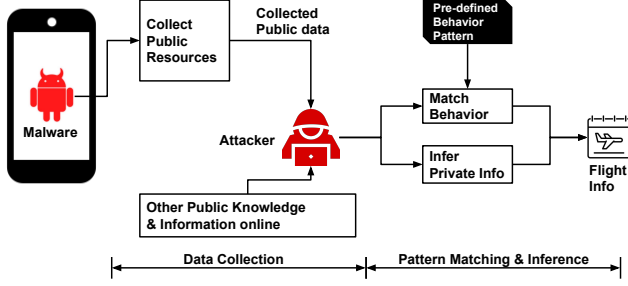 Malware
Collect
Public
Resources
Collected
Public data
Attacker
Other Public Knowledge
& Information online
Pre-defined
Behavior
Pattern
Match
Behavior
Infer
Private Info
Flight
Info
Data Collection
Pattern Matching & Inference